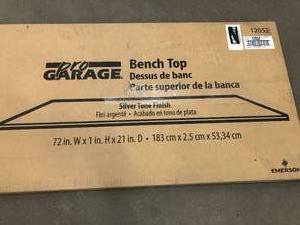 12052
PRO
GARAGE
Bench Top
Dessus de banc
Parte superior de la banca
Silver Tone Finish
Fini argenté • Acabado en tono de plata
72 in. W x 1 in. H x 21 in. D • 183 cm x 2.5 cm x 53,34 cm
EMERSON